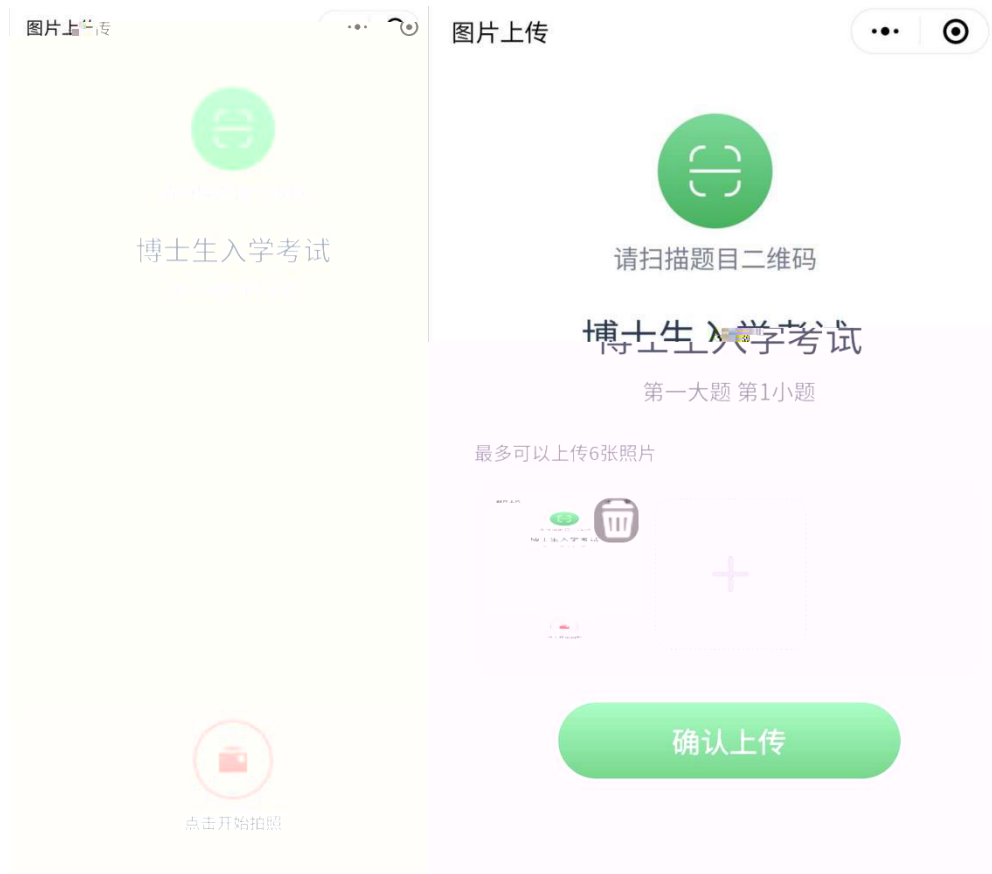 图片上传
博士生入学考试
点击开始拍照
图片上传
请扫描题目二维码
博士生入学考试
第一大题 第1小题
最多可以上传6张照片
确认上传